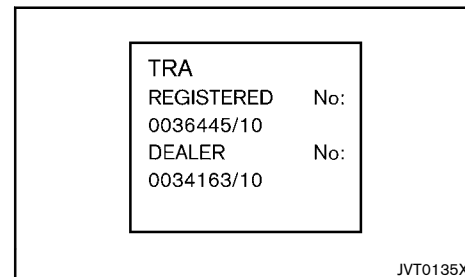 TRA
REGISTERED No:
0036445/10
DEALER No:
0034163/10
JVT0135X